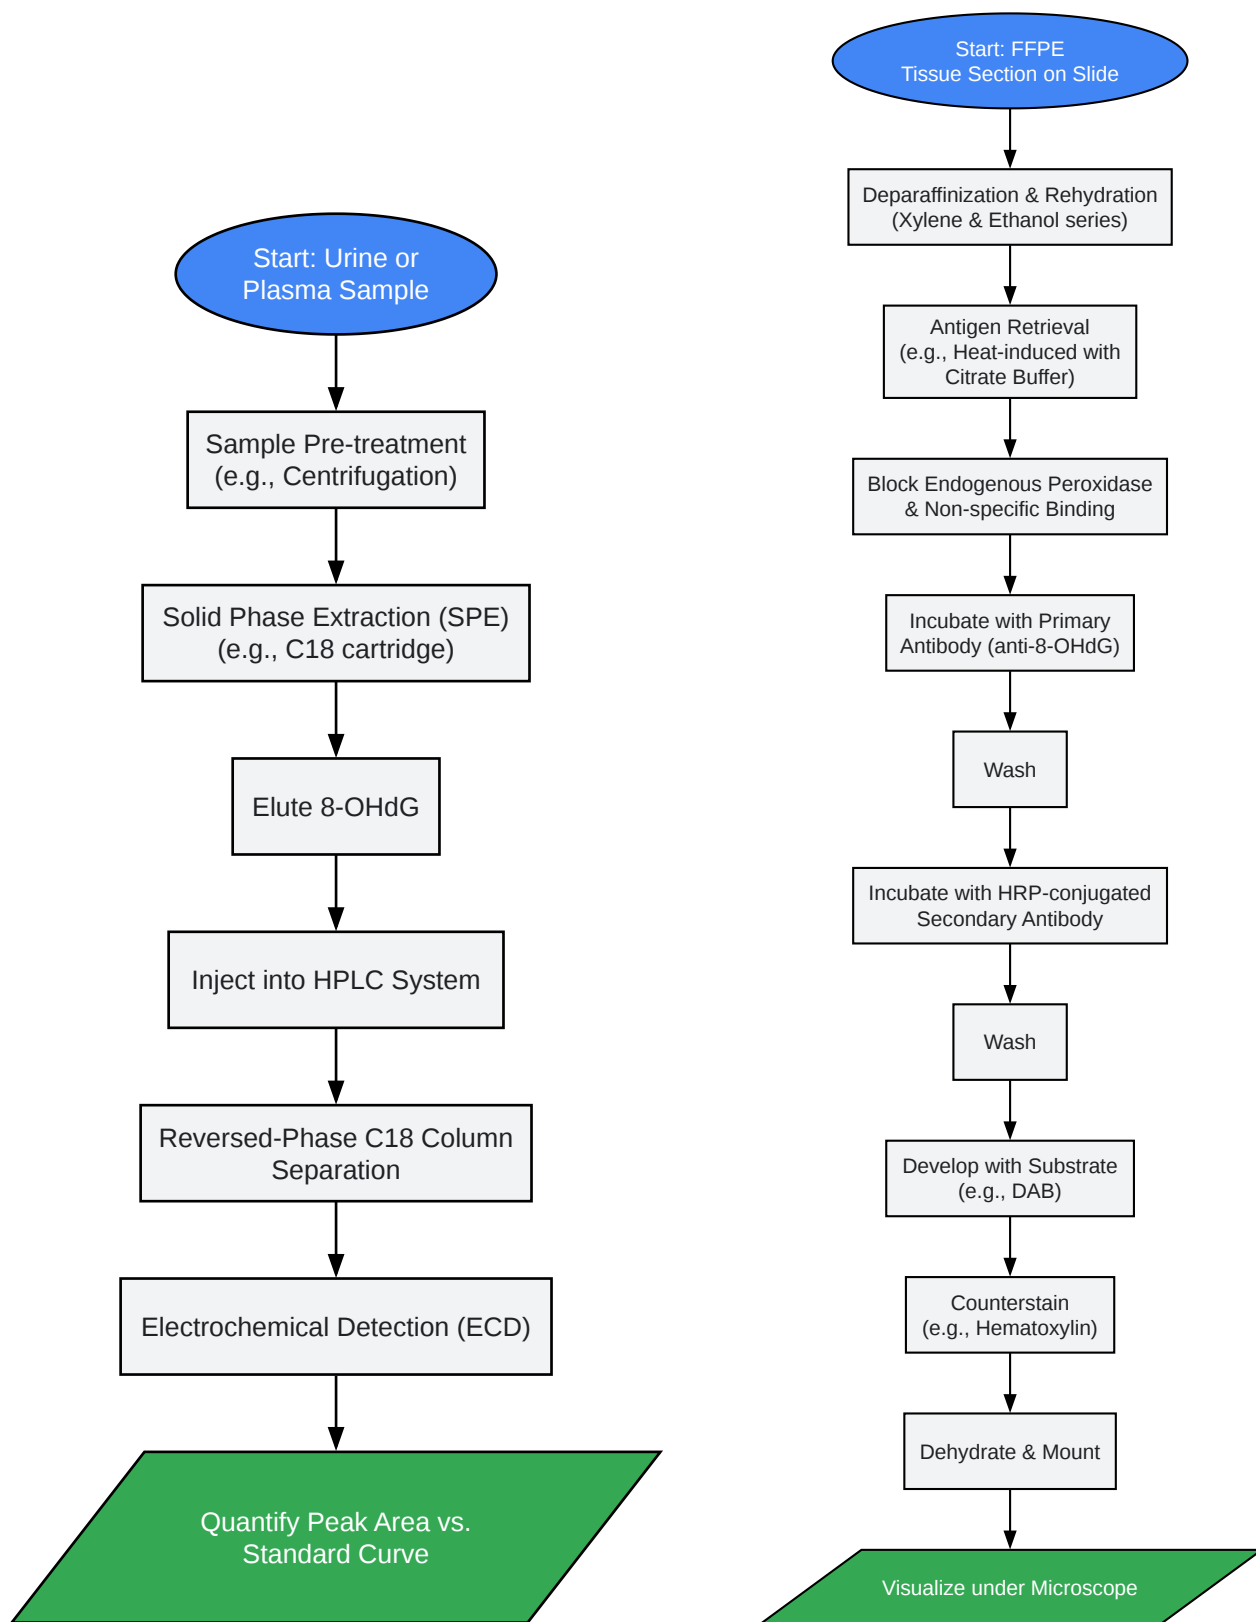 Start: Urine or
Plasma Sample
Sample Pre-treatment
(e.g., Centrifugation)
Solid Phase Extraction (SPE)
(e.g., C18 cartridge)
Elute 8-OHdG
Inject into HPLC System
Reversed-Phase C18 Column
Separation
Electrochemical Detection (ECD)
Quantify Peak Area vs.
Standard Curve
Start: FFPE
Tissue Section on Slide
Deparaffinization & Rehydration
(Xylene & Ethanol series)
Antigen Retrieval
(e.g., Heat-induced with
Citrate Buffer)
Block Endogenous Peroxidase
& Non-specific Binding
Incubate with Primary
Antibody (anti-8-OHdG)
Wash
Incubate with HRP-conjugated
Secondary Antibody
Wash
Develop with Substrate
(e.g., DAB)
Counterstain
(e.g., Hematoxylin)
Dehydrate & Mount
Visualize under Microscope